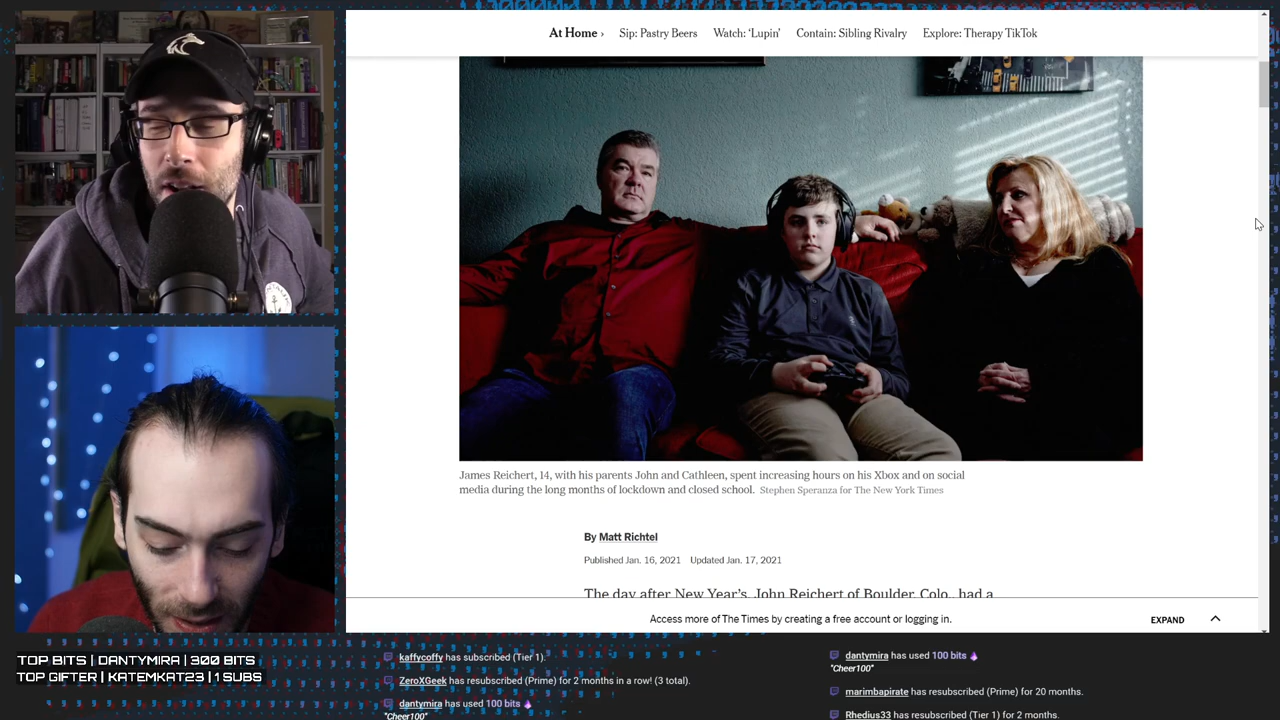 At Home › Sip: Pastry Beers Watch: ‘Lupin’ Contain: Sibling Rivalry Explore: Therapy TikTok
James Reichert, 14, with his parents John and Cathleen, spent increasing hours on his Xbox and on social
media during the long months of lockdown and closed school. Stephen Speranza for The New York Times
By Matt Richtel
Published Jan. 16, 2021 Updated Jan. 17, 2021
The day after New Year’s, John Reichert of Boulder, Colo., had a
Access more of The Times by creating a free account or logging in. EXPAND
TOP BITS | DANTYMIRA | 300 BITS
TOP GIFTER | KATEMKAT23 | 1 SUBS
kaffycoffy has subscribed (Tier 1).
ZeroXGeek has resubscribed (Prime) for 2 months in a row! (3 total).
dantymira has used 100 bits
"Cheer100"
dantymira has used 100 bits
"Cheer100"
marimbapirate has resubscribed (Prime) for 20 months.
Rhedius33 has resubscribed (Tier 1) for 2 months.